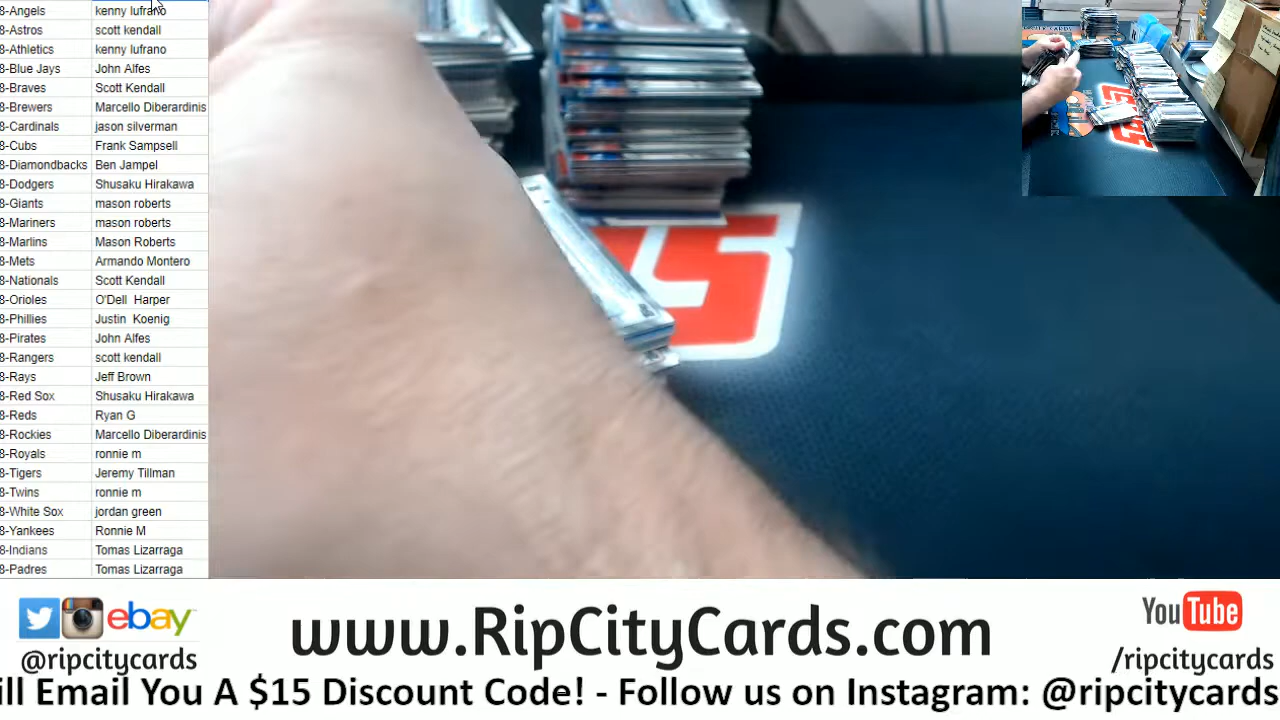 8-Angels kenny lufrano
8-Astros scott kendall
8-Athletics kenny lufrano
8-Blue Jays John Alfes
8-Braves Scott Kendall
8-Brewers Marcello Diberardinis
8-Cardinals jason silverman
8-Cubs Frank Sampsell
8-Diamondbacks Ben Jampel
8-Dodgers Shusaku Hirakawa
8-Giants mason roberts
8-Mariners mason roberts
8-Marlins Mason Roberts
8-Mets Armando Montero
8-Nationals Scott Kendall
8-Orioles O'Dell Harper
8-Phillies Justin Koenig
8-Pirates John Alfes
8-Rangers scott kendall
8-Rays Jeff Brown
8-Red Sox Shusaku Hirakawa
8-Reds Ryan G
8-Rockies Marcello Diberardinis
8-Royals ronnie m
8-Tigers Jeremy Tillman
8-Twins ronnie m
8-White Sox jordan green
8-Yankees Ronnie M
8-Indians Tomas Lizarraga
8-Padres Tomas Lizarraga
ebay
@ripcitycards
www.RipCityCards.com
YouTube
/ripcitycards
ill Email You A $15 Discount Code! - Follow us on Instagram: @ripcitycards